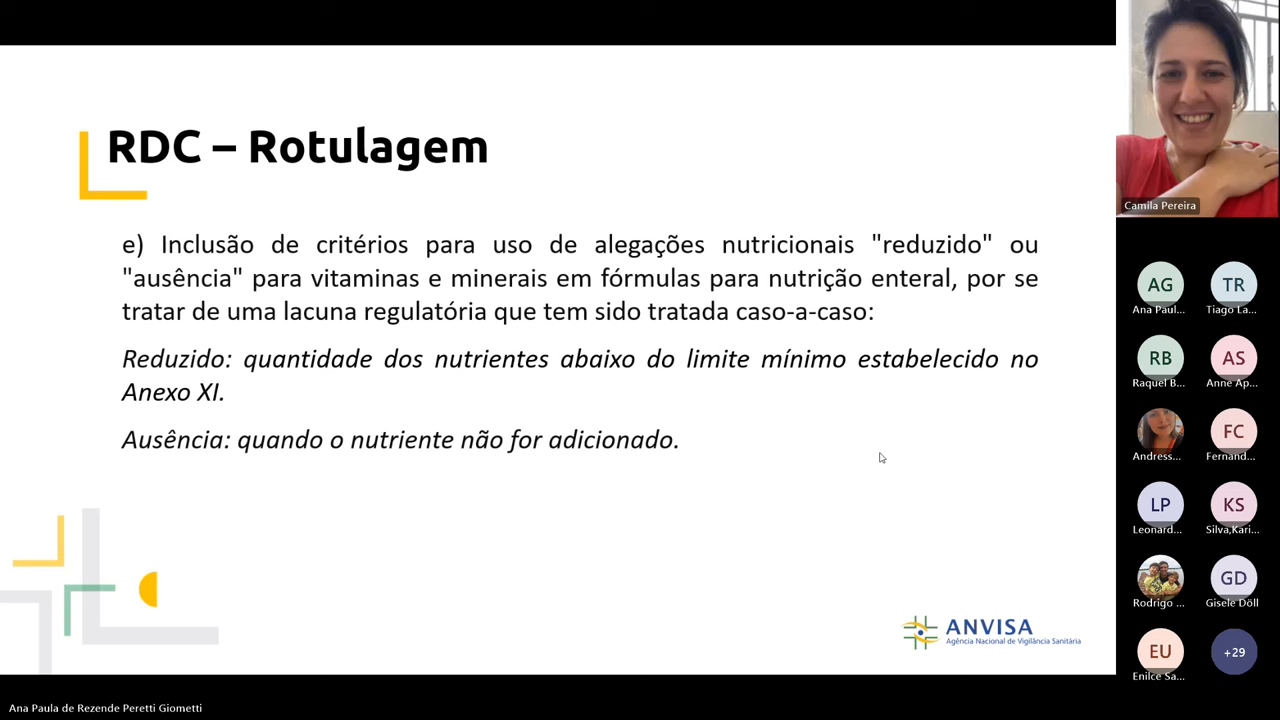 RDC – Rotulagem
e) Inclusão de critérios para uso de alegações nutricionais "reduzido" ou
"ausência" para vitaminas e minerais em fórmulas para nutrição enteral, por se
tratar de uma lacuna regulatória que tem sido tratada caso-a-caso:
Reduzido: quantidade dos nutrientes abaixo do limite mínimo estabelecido no
Anexo XI.
Ausência: quando o nutriente não for adicionado.
ANVISA
Agência Nacional de Vigilância Sanitária
Camila Pereira
AG
TR
Ana Paul...
Tiago La...
RB
AS
Raquel B...
Anne Ap...
FC
Andress...
Fernand...
LP
KS
Leonard...
Silva,Kari...
GD
Rodrigo ...
Gisele Döll
EU
+29
Enilce Sa...
Ana Paula de Rezende Peretti Giometti